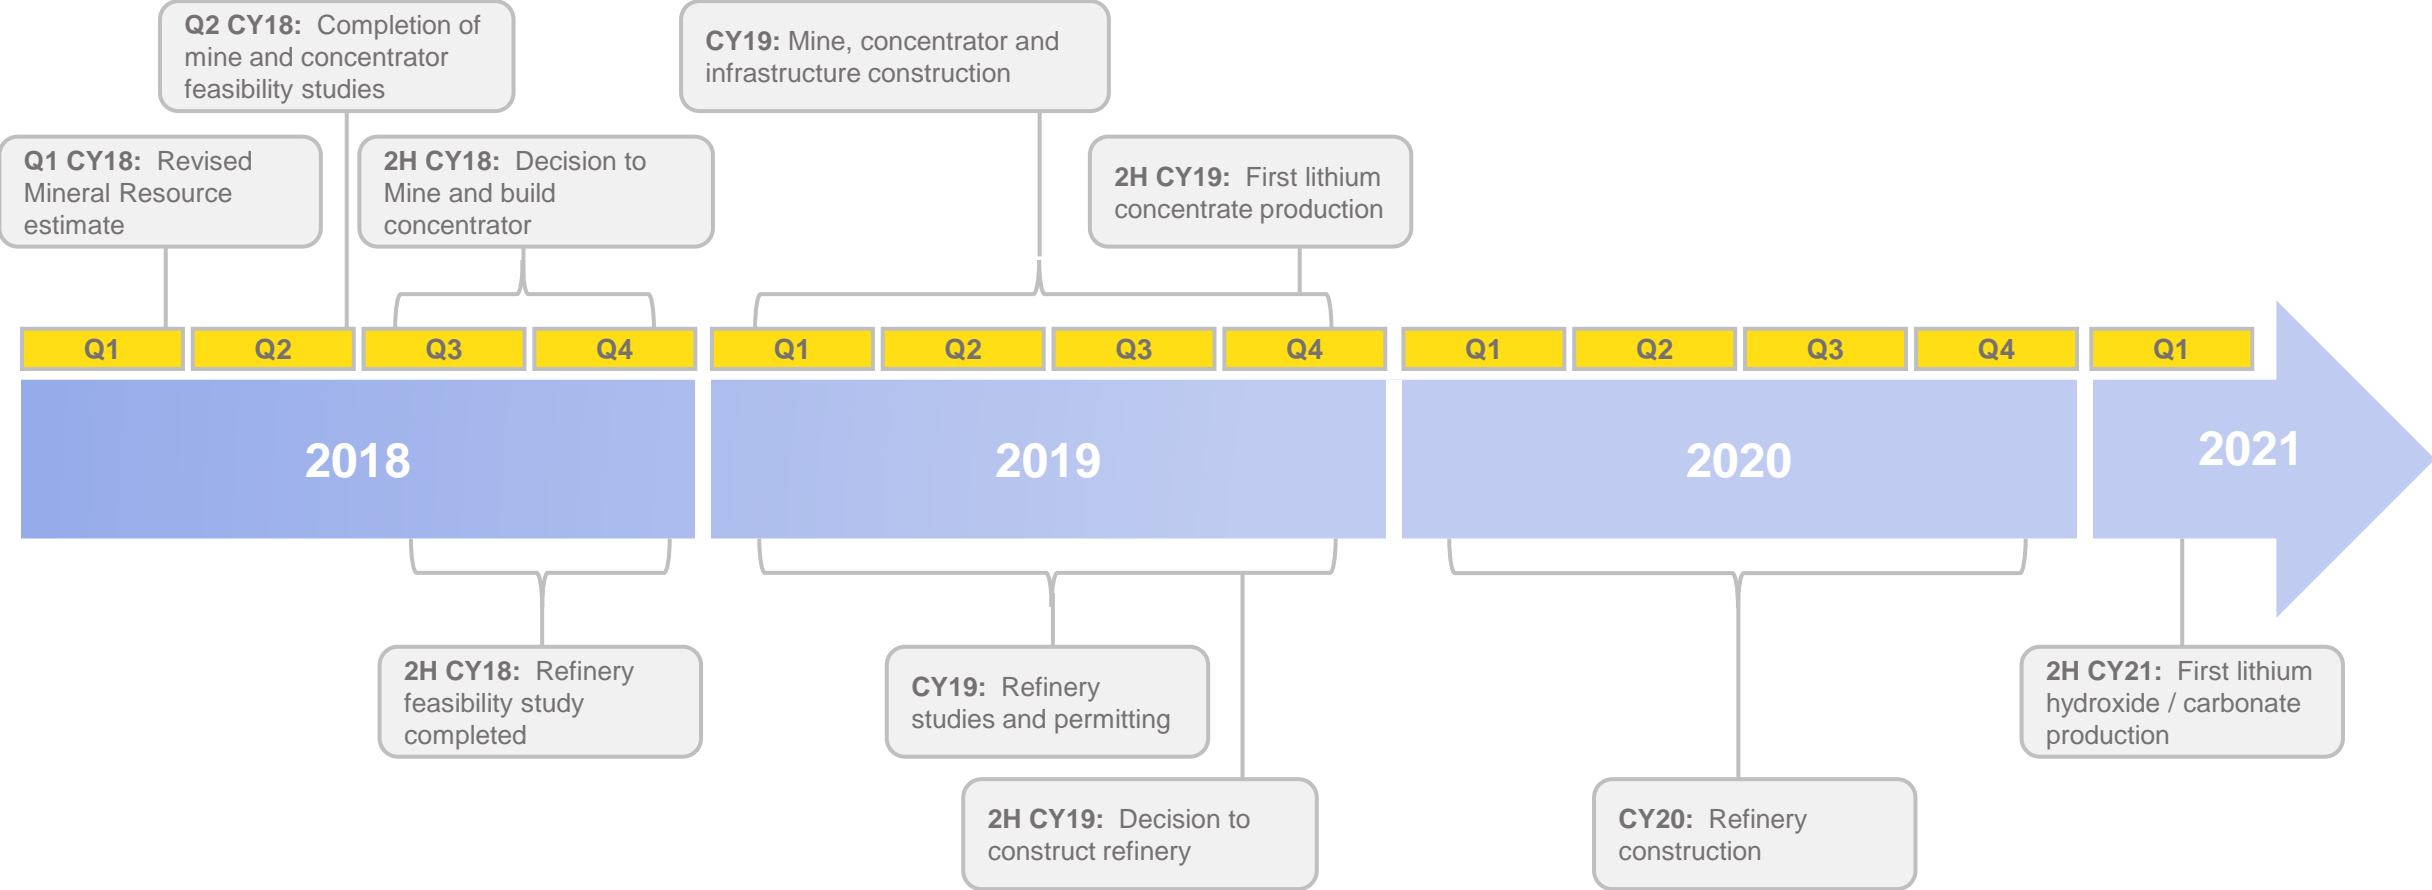 Q2 CY18: Completion of
mine and concentrator
feasibility studies
CY19: Mine, concentrator and
infrastructure construction
Q1 CY18: Revised
Mineral Resource
estimate
2H CY18: Decision to
Mine and build
concentrator
2H CY19: First lithium
concentrate production
Q1 Q2 Q3 Q4 Q1 Q2 Q3 Q4 Q1 Q2 Q3 Q4 Q1
2018 2019 2020 2021
2H CY18: Refinery
feasibility study
completed
CY19: Refinery
studies and permitting
2H CY21: First lithium
hydroxide / carbonate
production
2H CY19: Decision to
construct refinery
CY20: Refinery
construction